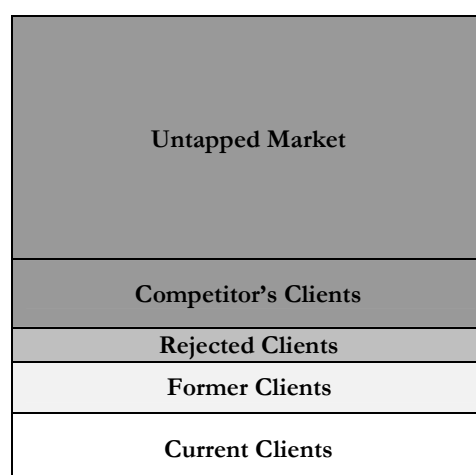 Untapped Market
Competitor’s Clients
Rejected Clients
Former Clients
Current Clients